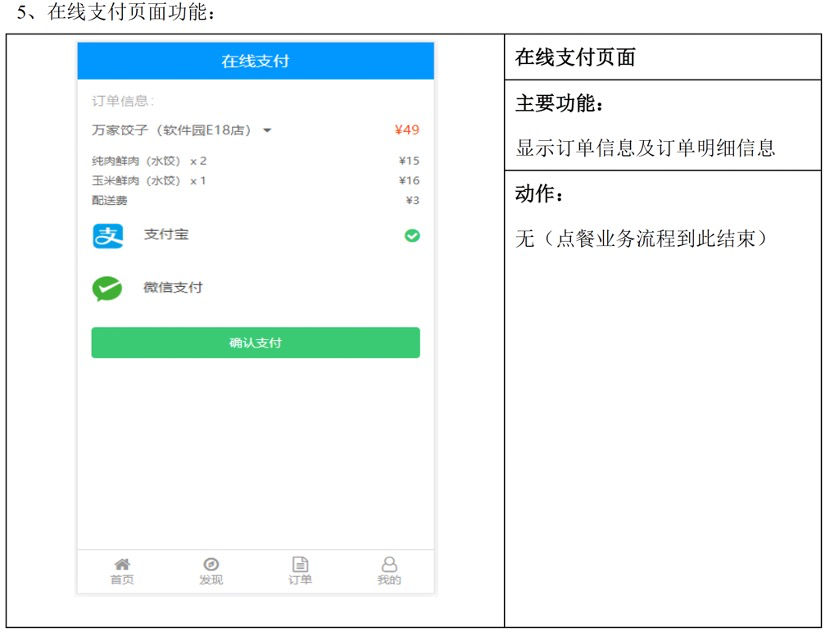 5、在线支付页面功能：
在线支付
订单信息:
万家饺子（软件园E18店） ¥49
纯肉鲜肉（水饺） x 2 ¥15
玉米鲜肉（水饺） x 1 ¥16
配送费 ¥3
支 支付宝
微信支付
确认支付
首页 发现 订单 我的
在线支付页面
主要功能：
显示订单信息及订单明细信息
动作：
无（点餐业务流程到此结束）